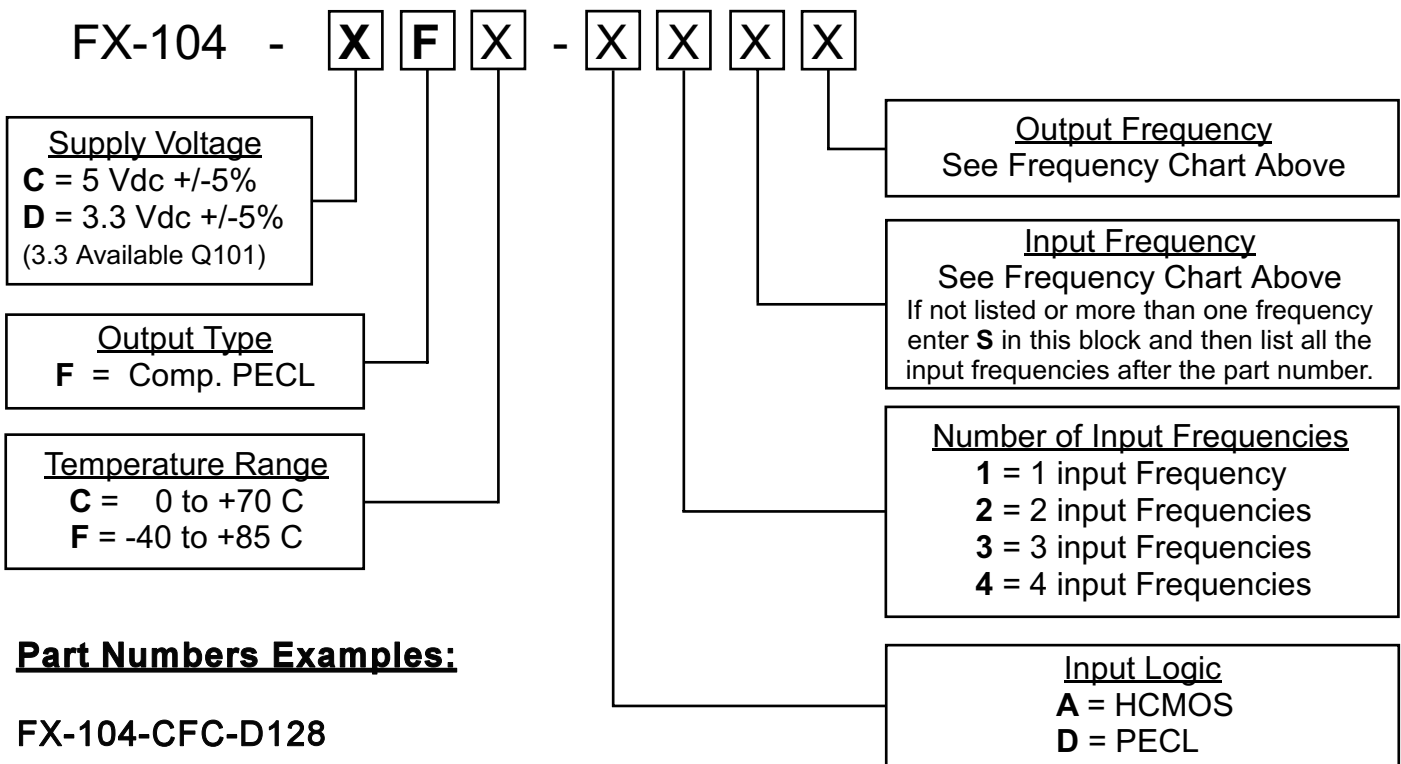 FX-104 - X F X - X X X X
Supply Voltage
C = 5 Vdc +/-5%
D = 3.3 Vdc +/-5%
(3.3 Available Q101)
Output Type
F = Comp. PECL
Temperature Range
C = 0 to +70 C
F = -40 to +85 C
Output Frequency
See Frequency Chart Above
Input Frequency
See Frequency Chart Above
If not listed or more than one frequency
enter S in this block and then list all the
input frequencies after the part number.
Number of Input Frequencies
1 = 1 input Frequency
2 = 2 input Frequencies
3 = 3 input Frequencies
4 = 4 input Frequencies
Input Logic
A = HCMOS
D = PECL
Part Numbers Examples:
FX-104-CFC-D128